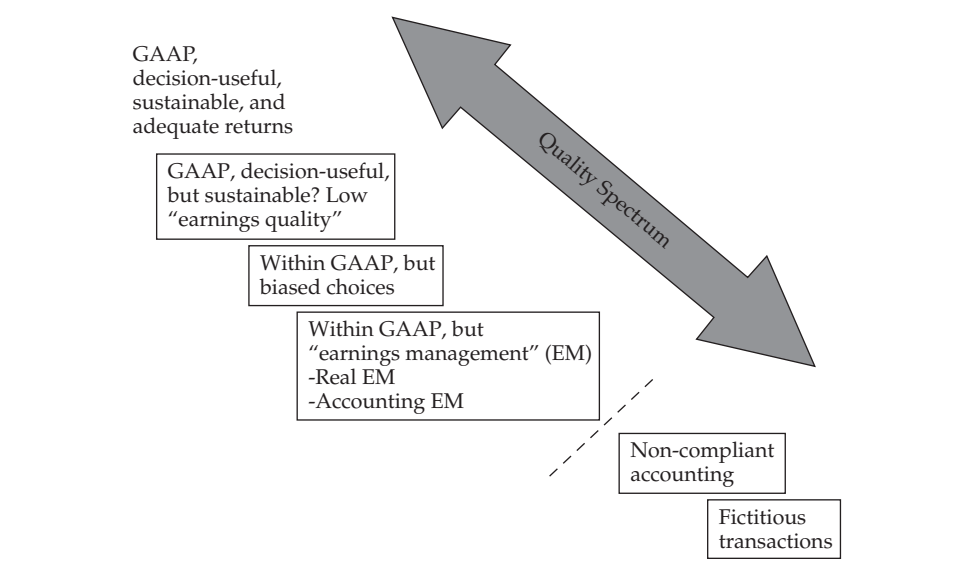 GAAP,
decision-useful,
sustainable, and
adequate returns
GAAP, decision-useful,
but sustainable? Low
“earnings quality”
Within GAAP, but
biased choices
Within GAAP, but
“earnings management” (EM)
-Real EM
-Accounting EM
Quality Spectrum
Non-compliant
accounting
Fictitious
transactions